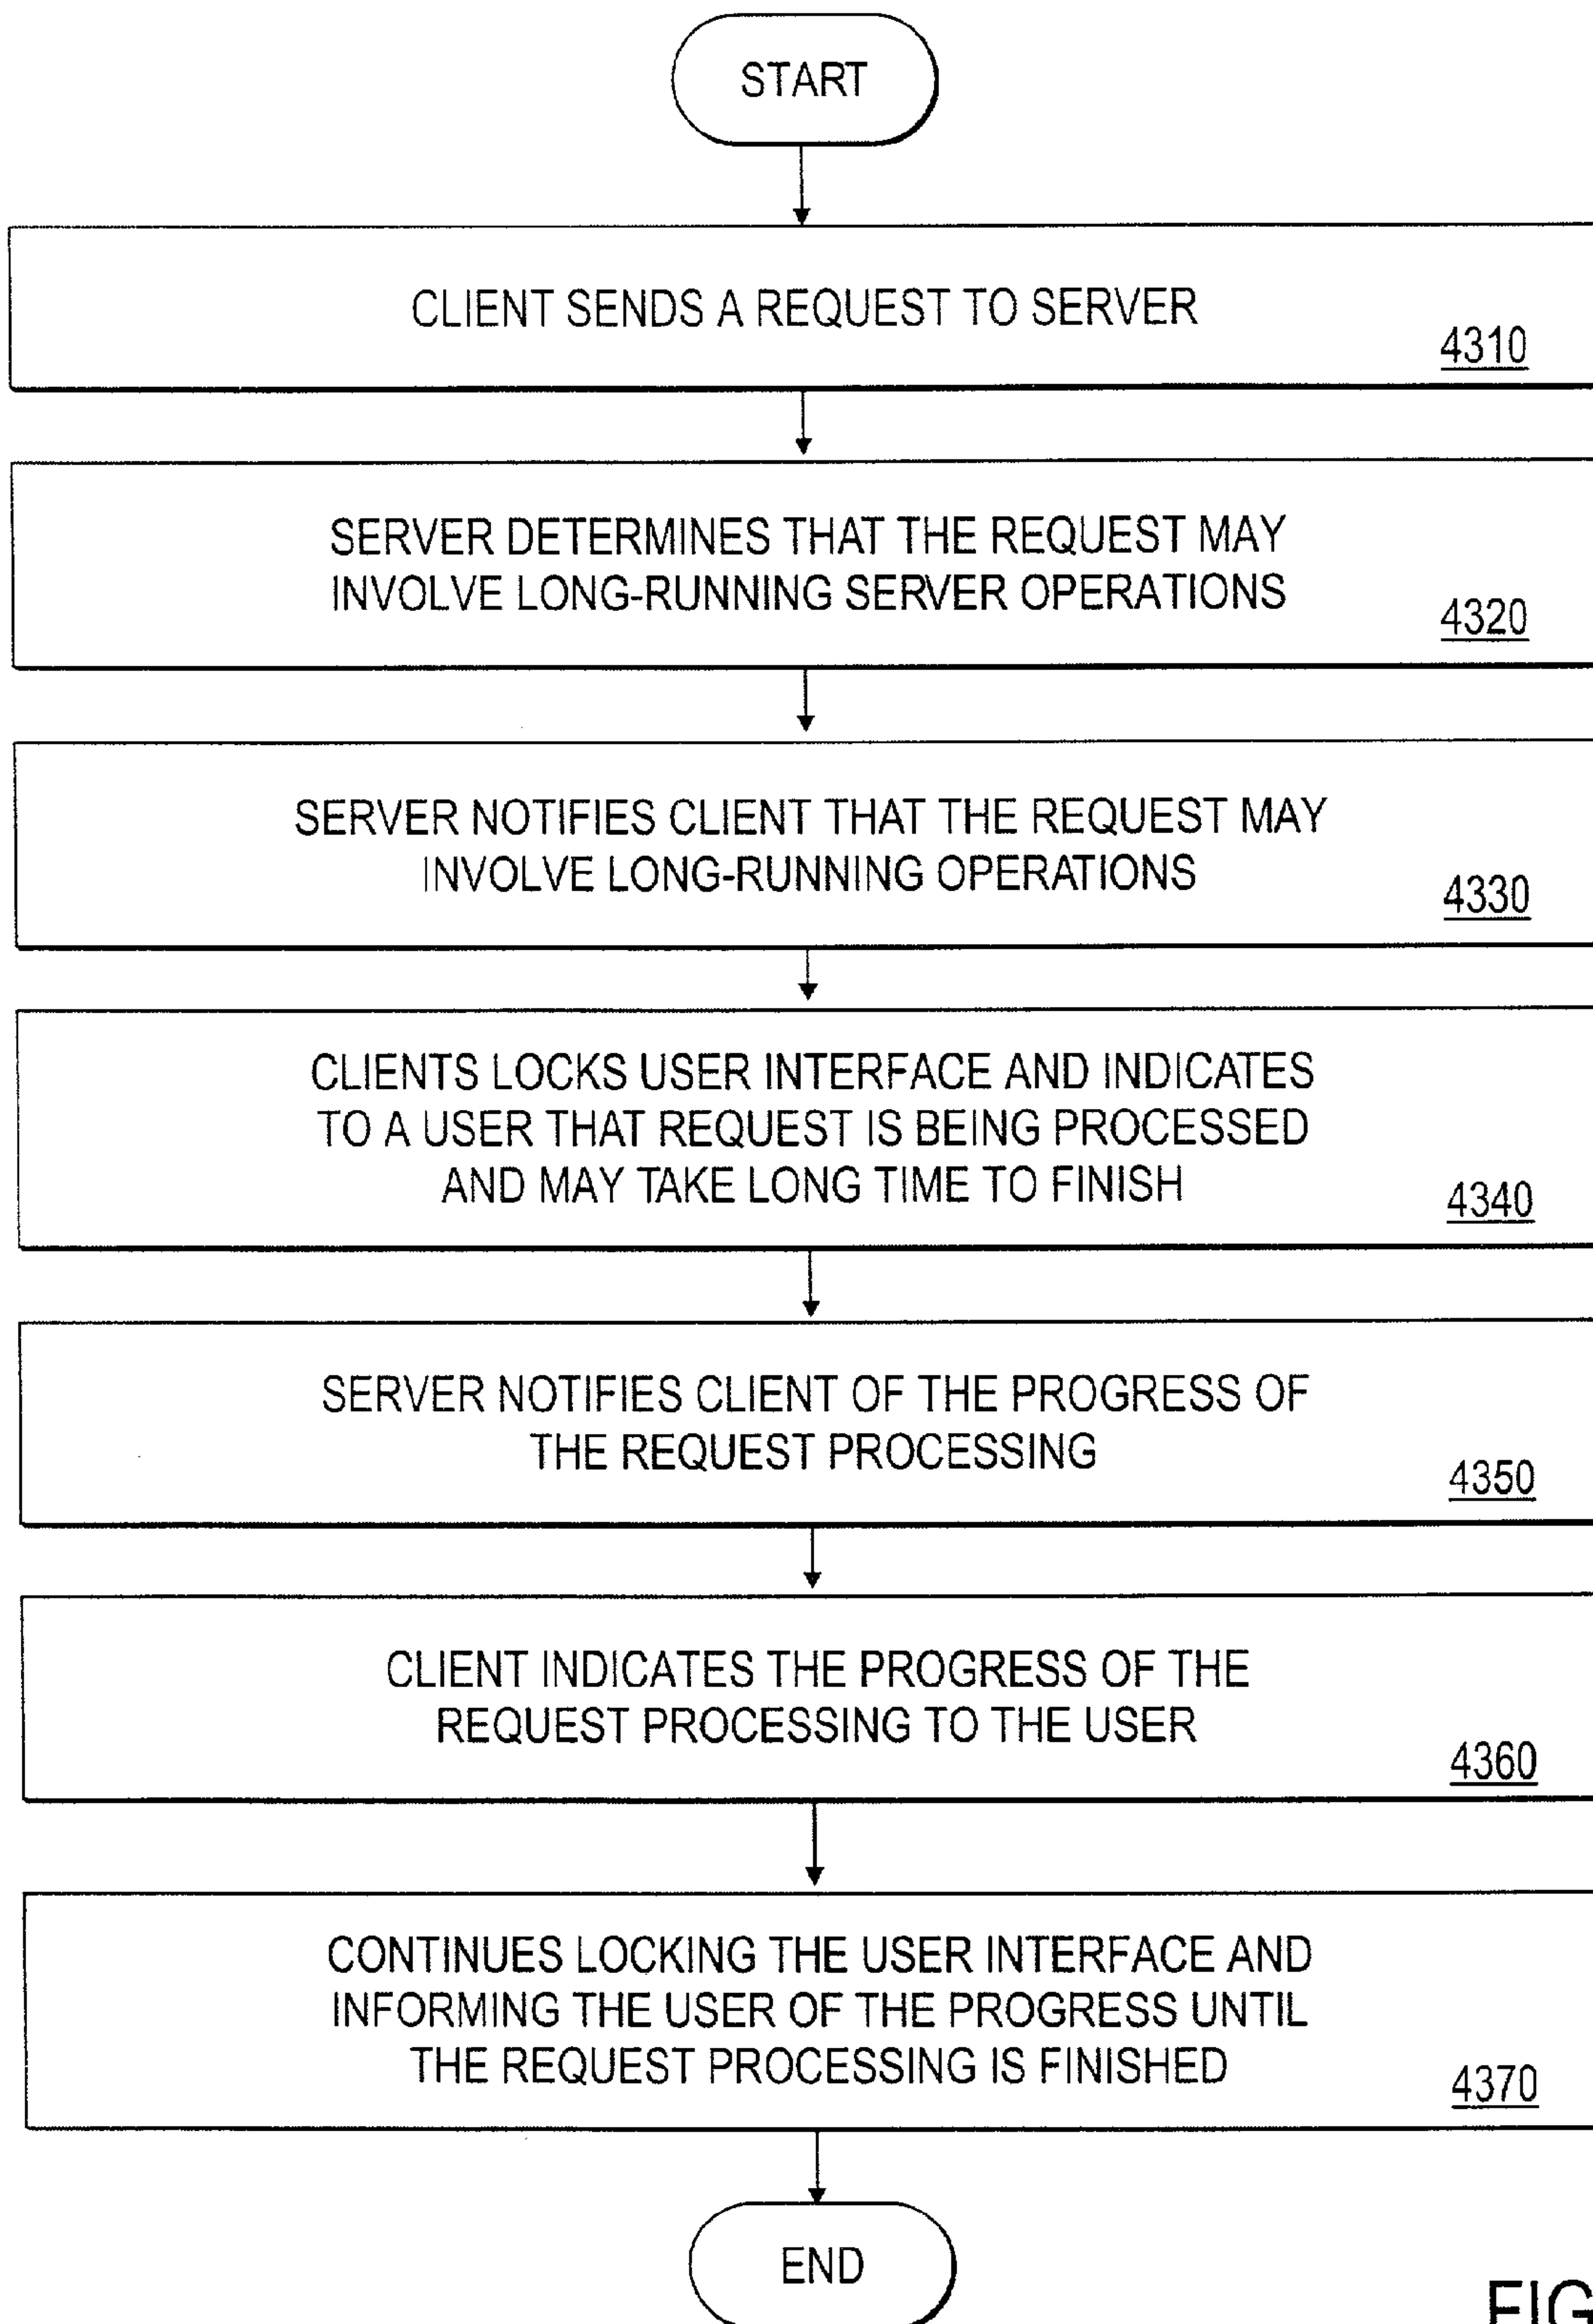 START
CLIENT SENDS A REQUEST TO SERVER
4310
SERVER DETERMINES THAT THE REQUEST MAY
INVOLVE LONG-RUNNING SERVER OPERATIONS
4320
SERVER NOTIFIES CLIENT THAT THE REQUEST MAY
INVOLVE LONG-RUNNING OPERATIONS
4330
CLIENTS LOCKS USER INTERFACE AND INDICATES
TO A USER THAT REQUEST IS BEING PROCESSED
AND MAY TAKE LONG TIME TO FINISH
4340
SERVER NOTIFIES CLIENT OF THE PROGRESS OF
THE REQUEST PROCESSING
4350
CLIENT INDICATES THE PROGRESS OF THE
REQUEST PROCESSING TO THE USER
4360
CONTINUES LOCKING THE USER INTERFACE AND
INFORMING THE USER OF THE PROGRESS UNTIL
THE REQUEST PROCESSING IS FINISHED
4370
END
FIG